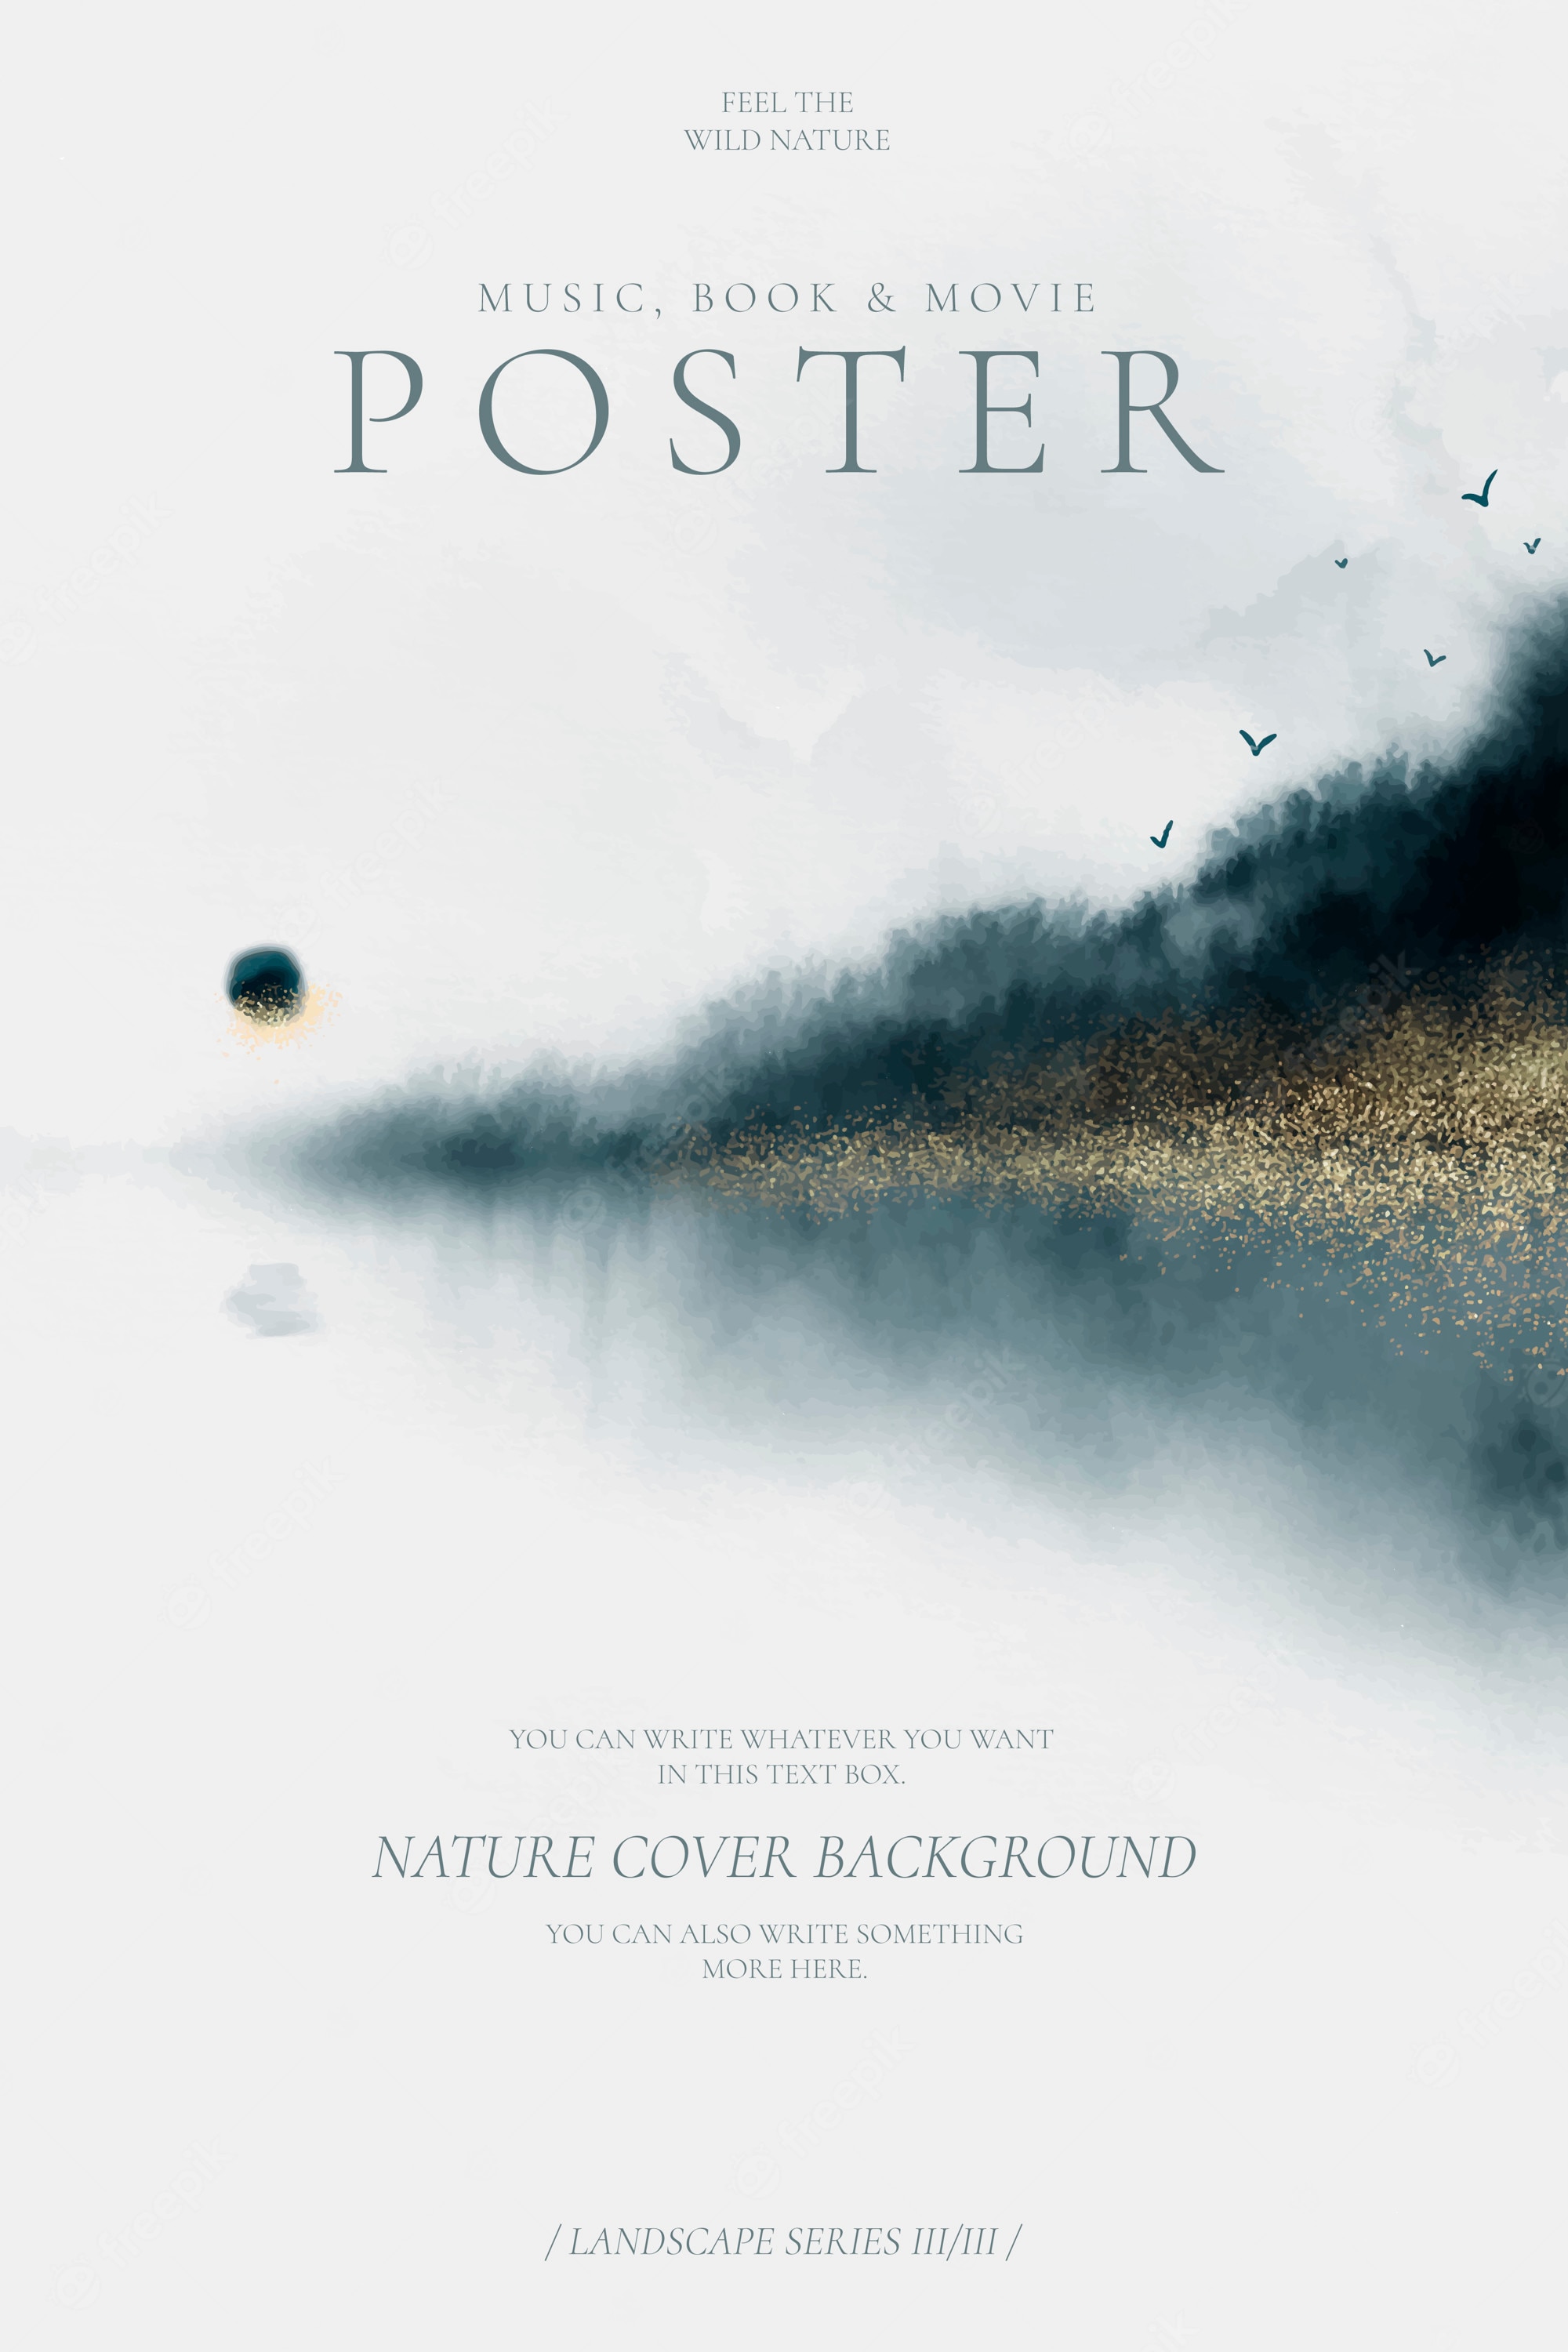 FEEL THE
WILD NATURE
MUSIC, BOOK & MOVIE
POSTER
YOU CAN WRITE WHATEVER YOU WANT
IN THIS TEXT BOX.
NATURE COVER BACKGROUND
YOU CAN ALSO WRITE SOMETHING
MORE HERE.
/ LANDSCAPE SERIES III/III /
freepik